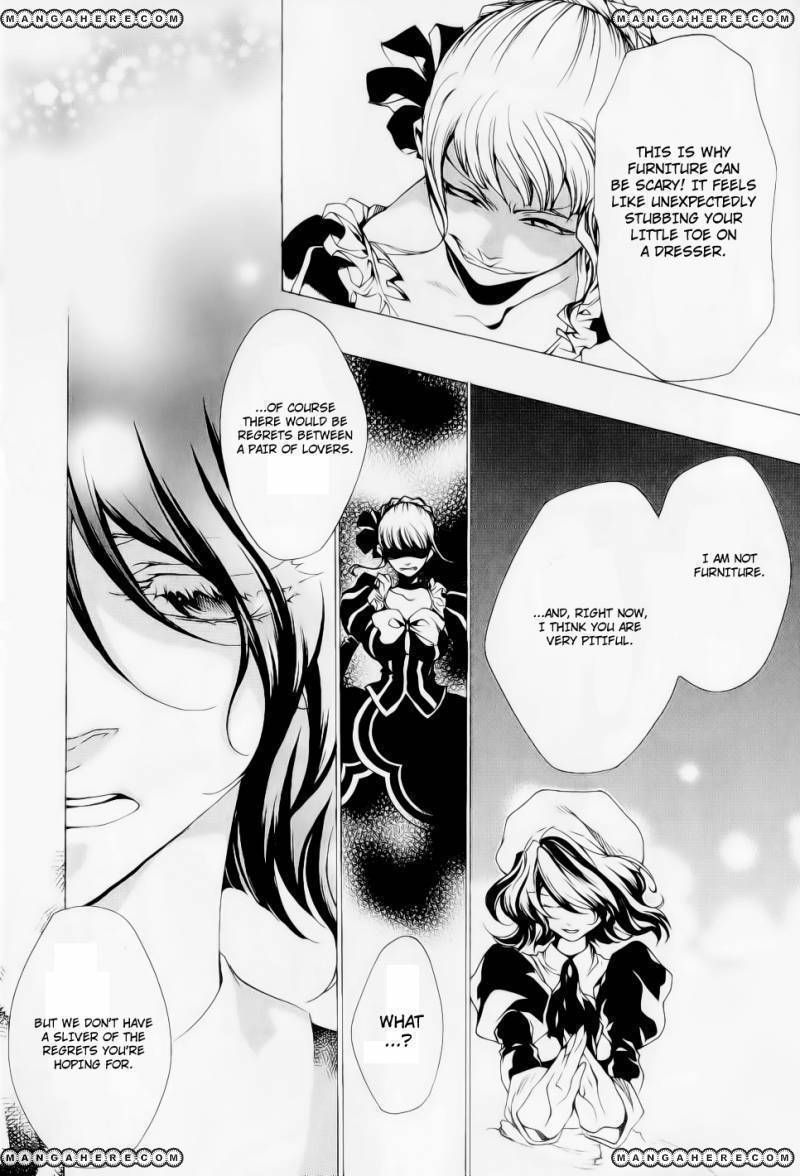 MANGAHERE.COM
MANGAHERE.COM
THIS IS WHY
FURNITURE CAN
BE SCARY! IT FEELS
LIKE UNEXPECTEDLY
STUBBING YOUR
LITTLE TOE ON
A DRESSER.
I AM NOT
FURNITURE.
...AND, RIGHT NOW,
I THINK YOU ARE
VERY PITIFUL.
WHAT
...?
...OF COURSE
THERE WOULD BE
REGRETS BETWEEN
A PAIR OF LOVERS.
BUT WE DON'T HAVE
A SLIVER OF THE
REGRETS YOU'RE
HOPING FOR.
MANGAHERE.COM
MANGAHERE.COM